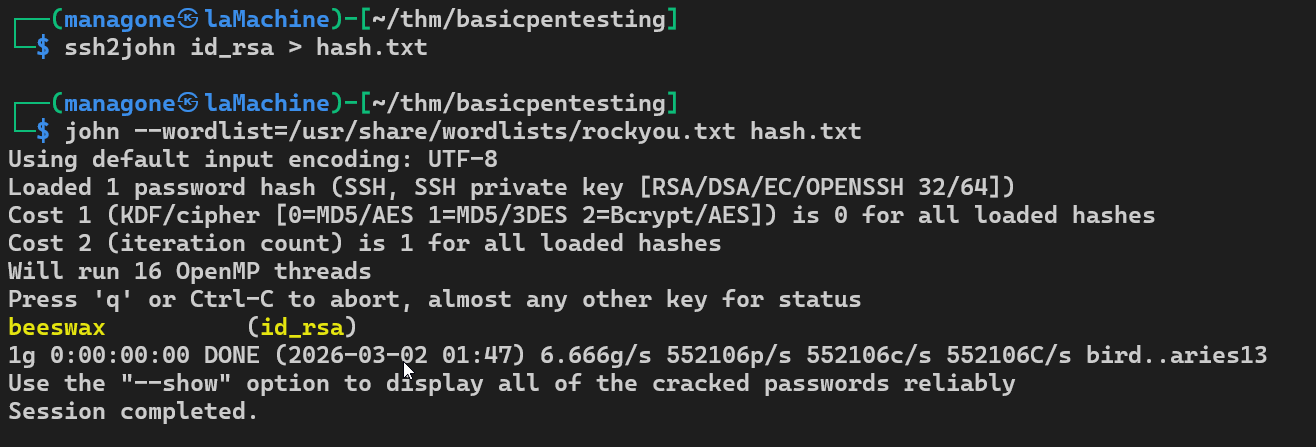 ┌──(managone㉿laMachine)-[~/thm/basicpentesting]
└─$ ssh2john id_rsa > hash.txt
┌──(managone㉿laMachine)-[~/thm/basicpentesting]
└─$ john --wordlist=/usr/share/wordlists/rockyou.txt hash.txt
Using default input encoding: UTF-8
Loaded 1 password hash (SSH, SSH private key [RSA/DSA/EC/OPENSSH 32/64])
Cost 1 (KDF/cipher [0=MD5/AES 1=MD5/3DES 2=Bcrypt/AES]) is 0 for all loaded hashes
Cost 2 (iteration count) is 1 for all loaded hashes
Will run 16 OpenMP threads
Press 'q' or Ctrl-C to abort, almost any other key for status
beeswax          (id_rsa)
1g 0:00:00:00 DONE (2026-03-02 01:47) 6.666g/s 552106p/s 552106c/s 552106C/s bird..aries13
Use the "--show" option to display all of the cracked passwords reliably
Session completed.